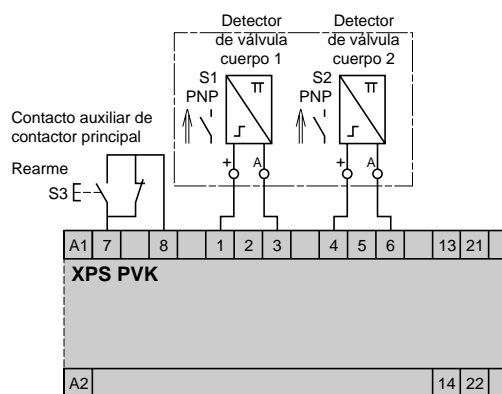 Detector
de válvula
cuerpo 1
Detector
de válvula
cuerpo 2
S1
PNP
S2
PNP
Contacto auxiliar de
contactor principal
Rearme
S3
+ A + A
A1 7 8 1 2 3 4 5 6 13 21
XPS PVK
A2 14 22